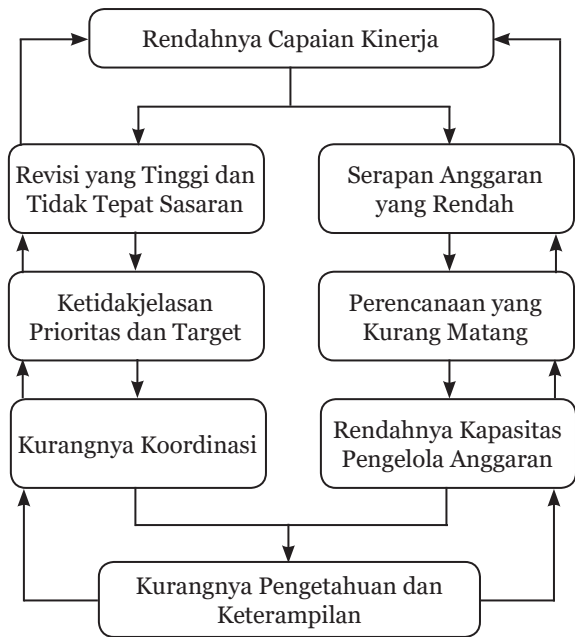 Rendahnya Capaian Kinerja
Revisi yang Tinggi dan
Tidak Tepat Sasaran
Serapan Anggaran
yang Rendah
Ketidakjelasan
Prioritas dan Target
Perencanaan yang
Kurang Matang
Kurangnya Koordinasi
Rendahnya Kapasitas
Pengelola Anggaran
Kurangnya Pengetahuan dan
Keterampilan